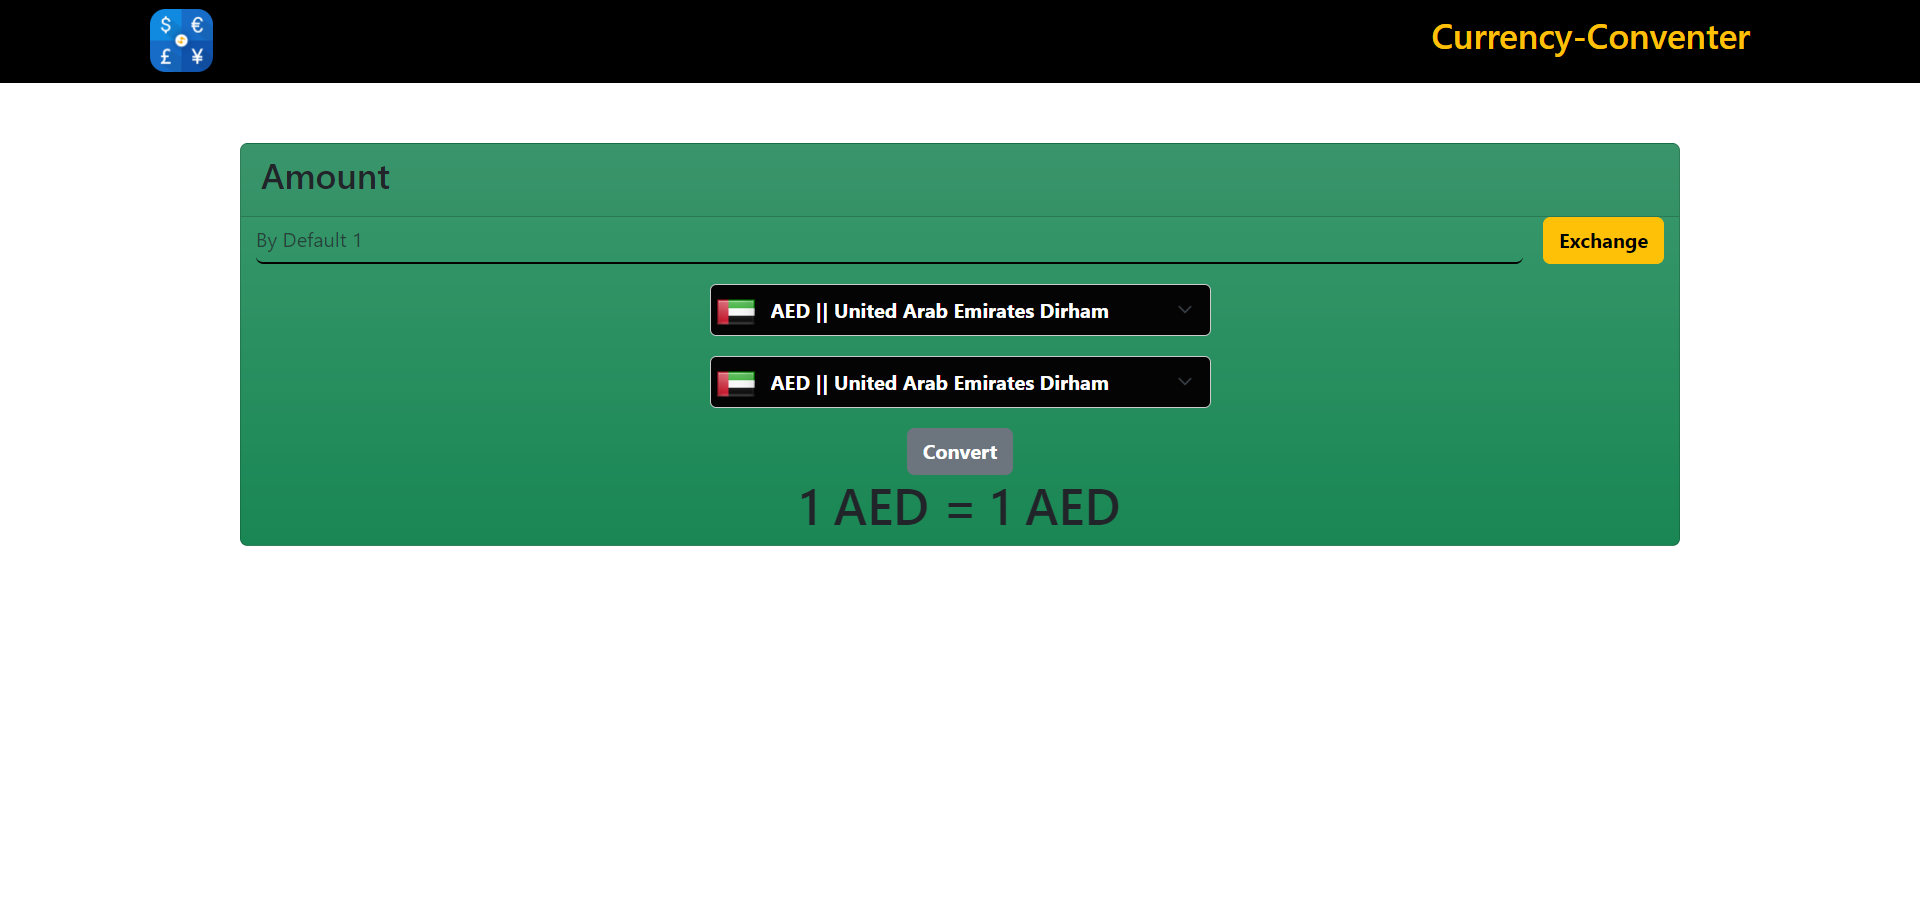 $ €
£ ¥
Currency-Conventer
Amount
By Default 1
Exchange
AED || United Arab Emirates Dirham
AED || United Arab Emirates Dirham
Convert
1 AED = 1 AED